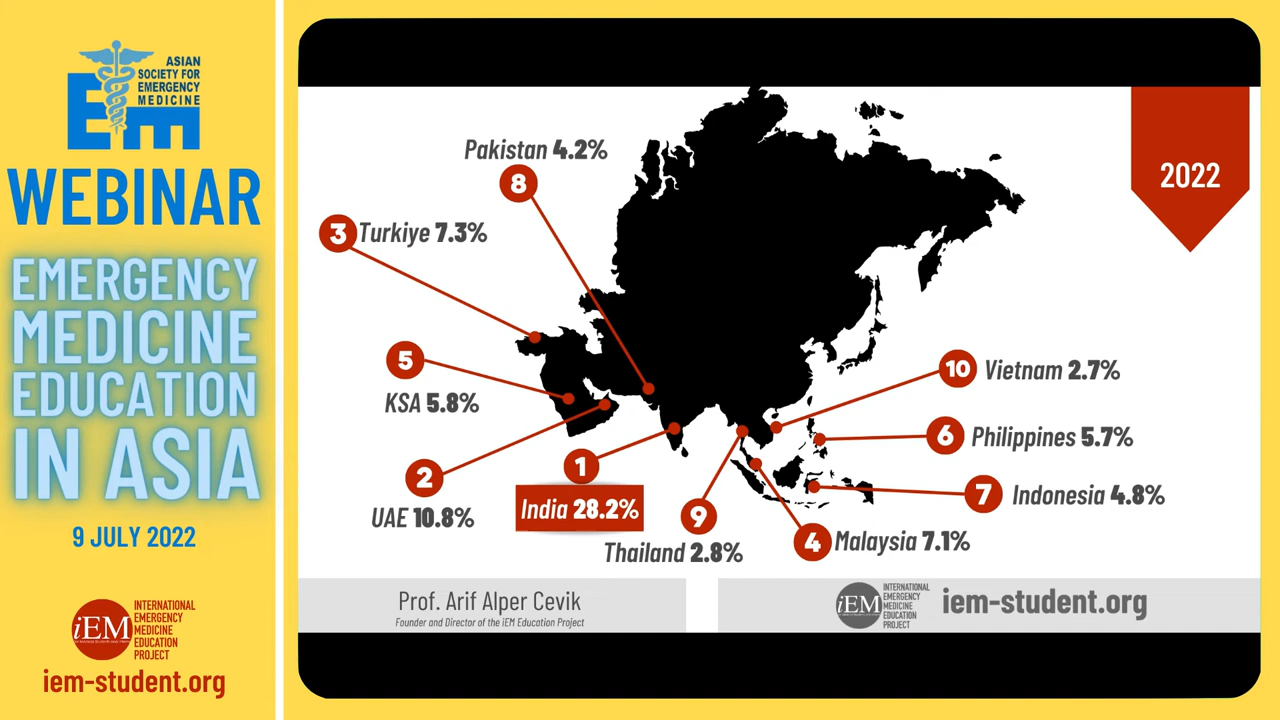 ASIAN
SOCIETY FOR
EMERGENCY
MEDICINE
EM
WEBINAR
EMERGENCY
MEDICINE
EDUCATION
IN ASIA
9 JULY 2022
iEM
INTERNATIONAL
EMERGENCY
MEDICINE
EDUCATION
PROJECT
iem-student.org
2022
Pakistan 4.2%
8
3 Turkiye 7.3%
5
KSA 5.8%
2
UAE 10.8%
1
India 28.2%
9
Thailand 2.8%
4 Malaysia 7.1%
10 Vietnam 2.7%
6 Philippines 5.7%
7 Indonesia 4.8%
Prof. Arif Alper Cevik
Founder and Director of the iEM Education Project
iEM
INTERNATIONAL
EMERGENCY
MEDICINE
EDUCATION
PROJECT
iem-student.org